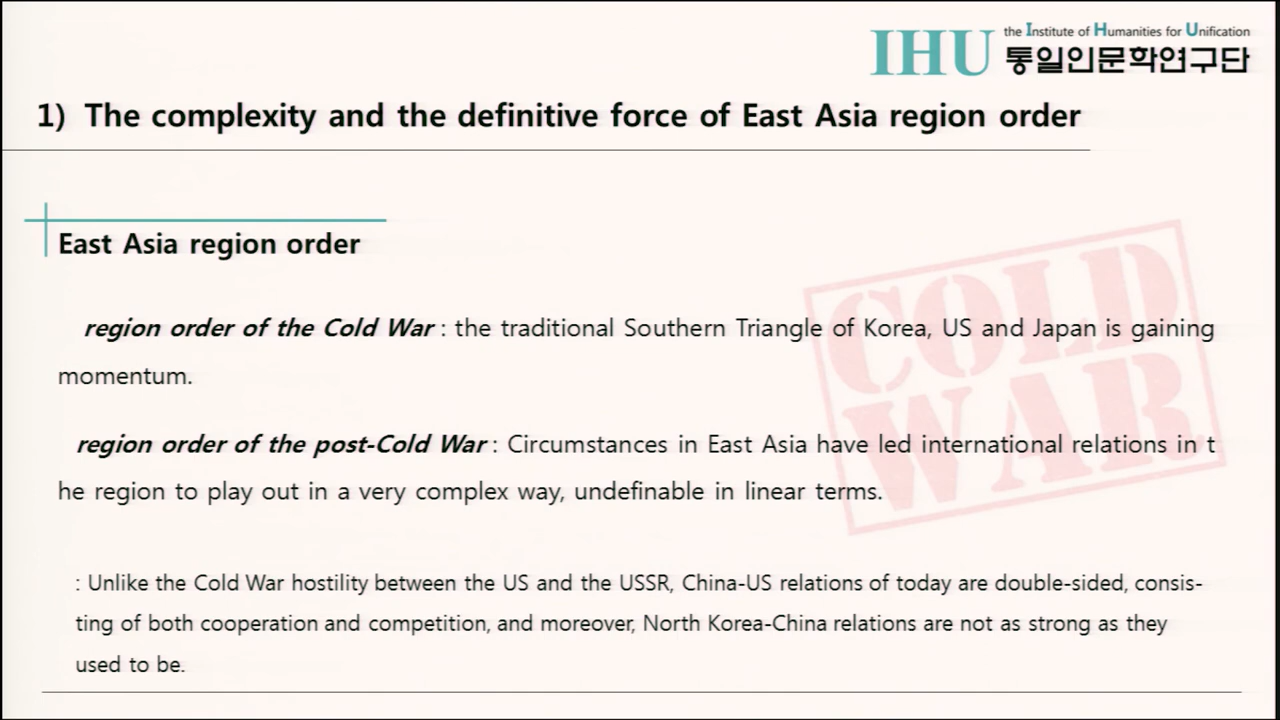 IHU the Institute of Humanities for Unification
통일인문학연구단
1) The complexity and the definitive force of East Asia region order
East Asia region order
region order of the Cold War : the traditional Southern Triangle of Korea, US and Japan is gaining
momentum.
region order of the post-Cold War : Circumstances in East Asia have led international relations in t
he region to play out in a very complex way, undefinable in linear terms.
: Unlike the Cold War hostility between the US and the USSR, China-US relations of today are double-sided, consis-
ting of both cooperation and competition, and moreover, North Korea-China relations are not as strong as they
used to be.
COLD
WAR